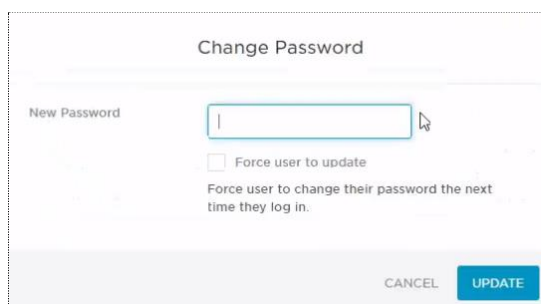 Change Password
New Password
Force user to update
Force user to change their password the next
time they log in.
CANCEL
UPDATE